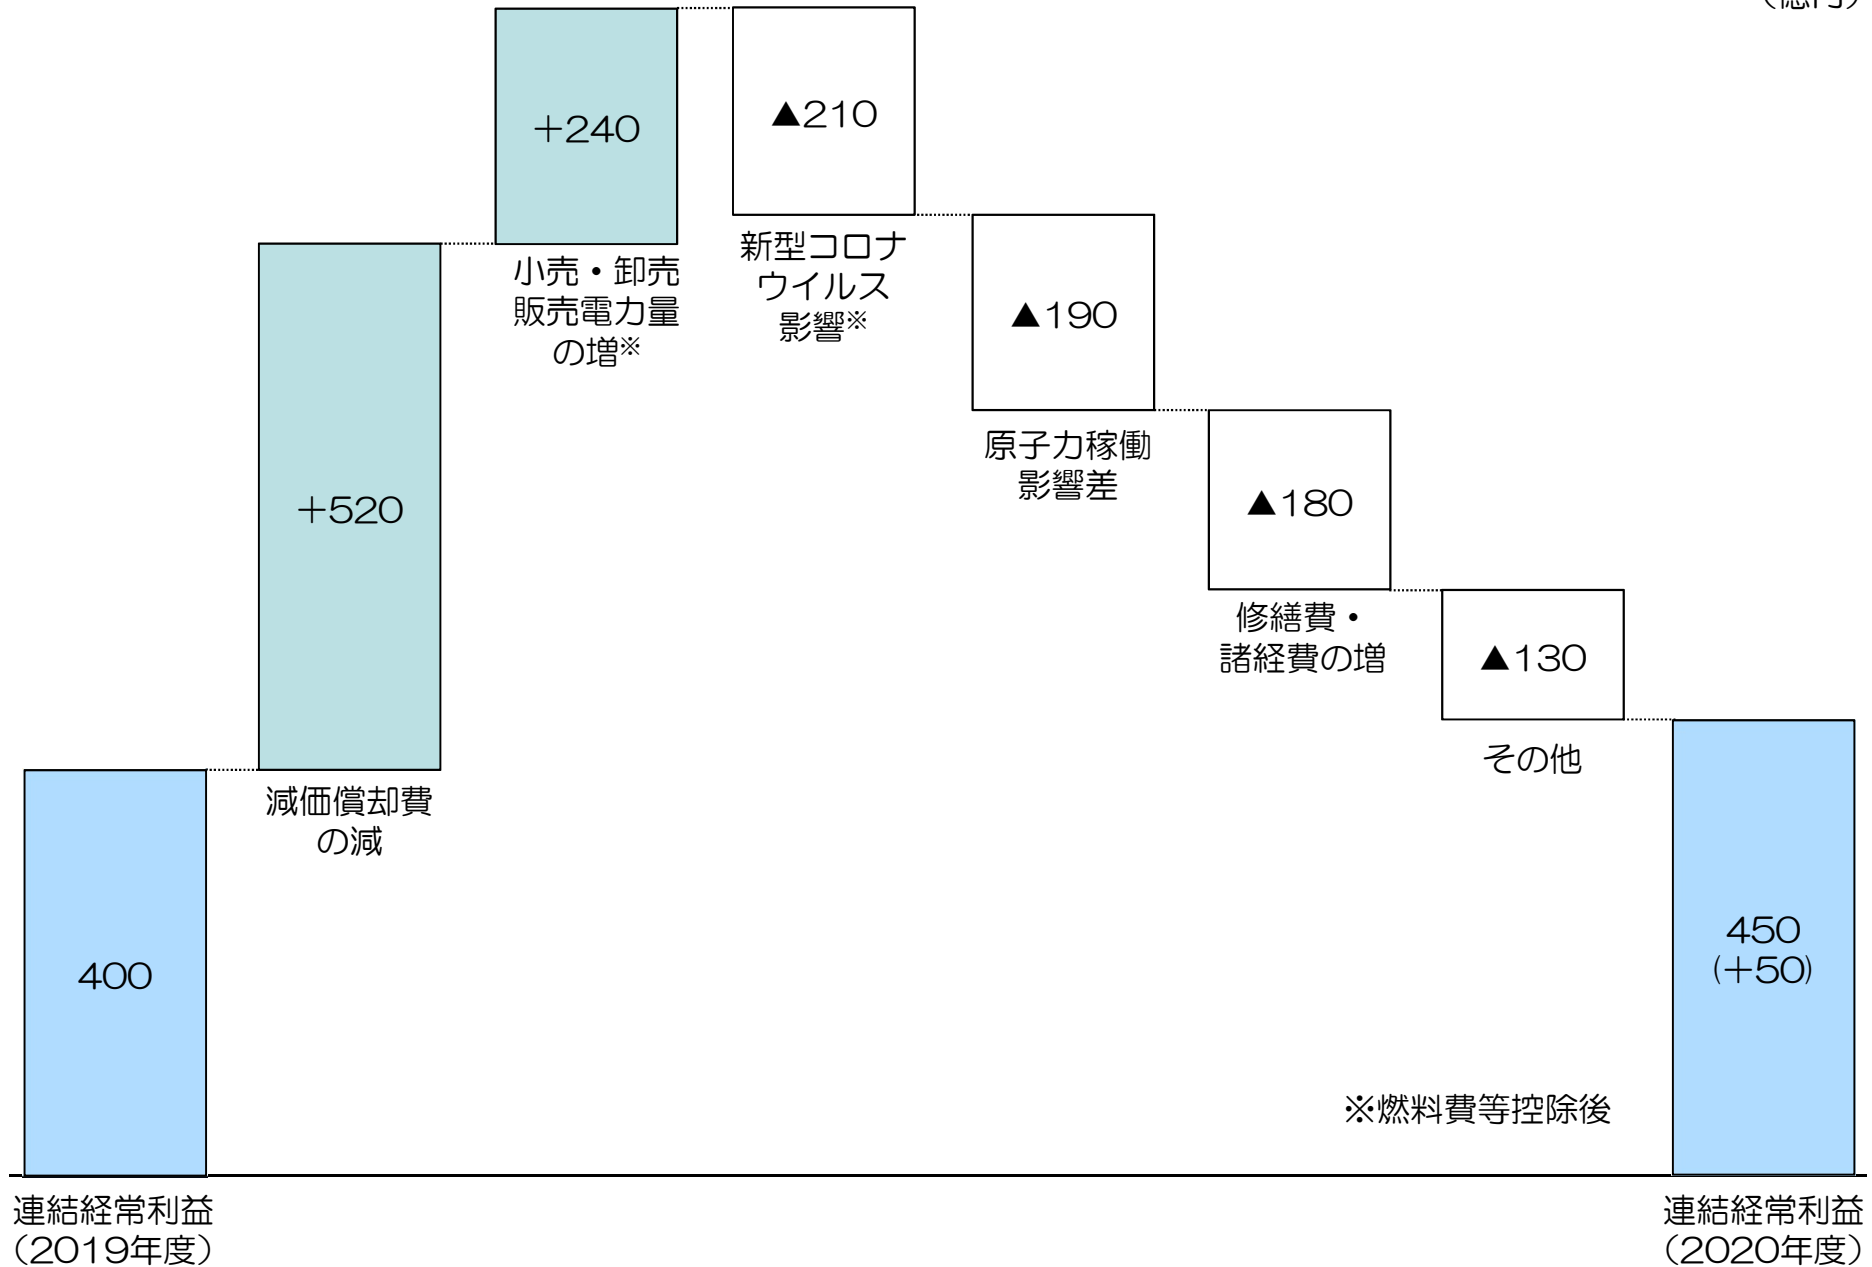 （億円）
+240
▲210
小売・卸売
販売電力量
の増※
新型コロナ
ウイルス
影響※
▲190
原子力稼働
影響差
+520
▲180
修繕費・
諸経費の増
▲130
その他
減価償却費
の減
400
450
(+50)
※燃料費等控除後
連結経常利益
（2019年度）
連結経常利益
（2020年度）